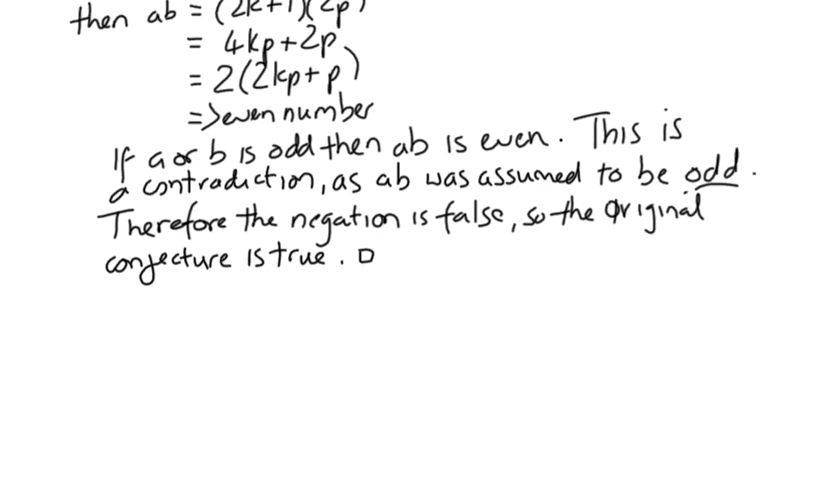 then ab = (2k+1)(2p)
= 4kp+2p
= 2(2kp+p)
=>even number
If a or b is odd then ab is even. This is
a contradiction, as ab was assumed to be odd.
Therefore the negation is false, so the original
conjecture is true. □